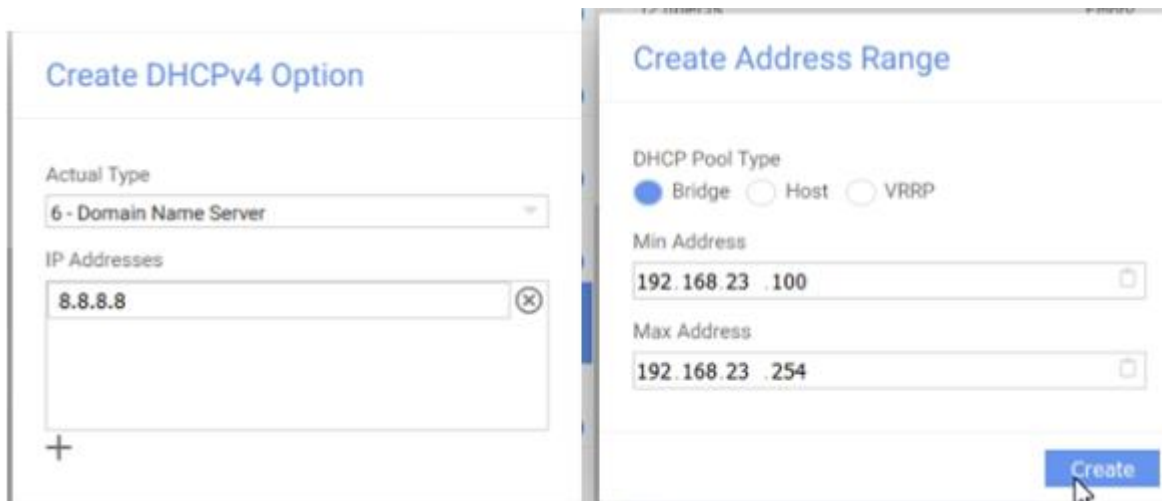 Create DHCPv4 Option
Actual Type
6 - Domain Name Server
IP Addresses
8.8.8.8
Create Address Range
DHCP Pool Type
Bridge Host VRRP
Min Address
192.168.23 .100
Max Address
192.168.23 .254
Create